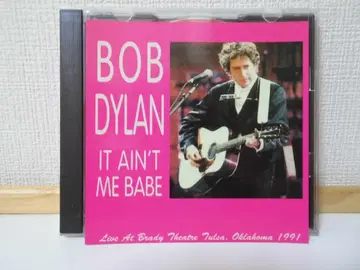 BOB
DYLAN
IT AIN'T
ME BABE
Live At Brady Theatre Tulsa, Oklahoma 1991